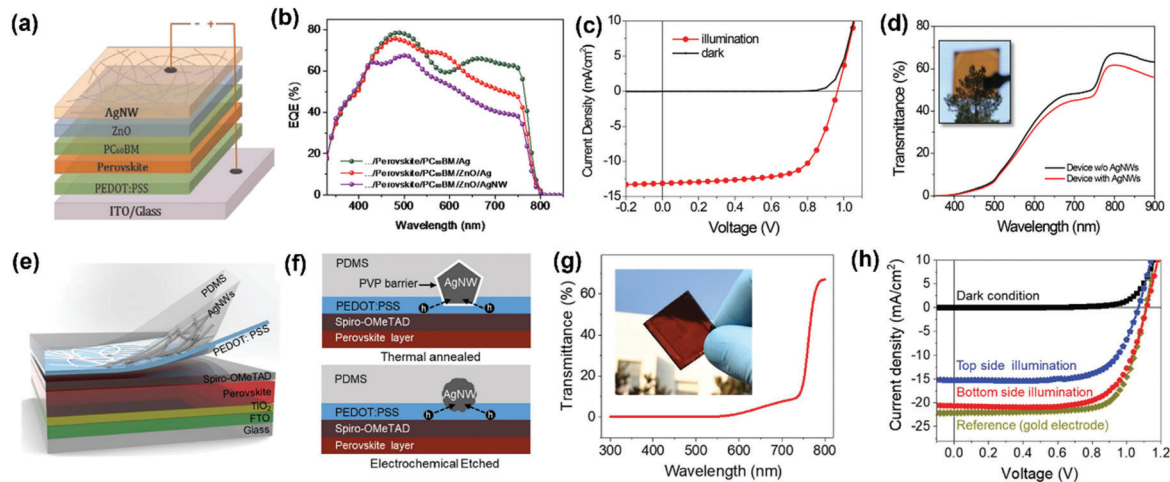 (a)
- +
AgNW
ZnO
PC₆₀BM
Perovskite
PEDOT:PSS
ITO/Glass
(b)
EQE (%)
80
60
40
20
0
.../Perovskite/PC₆₀BM/Ag
.../Perovskite/PC₆₀BM/ZnO/Ag
.../Perovskite/PC₆₀BM/ZnO/AgNW
400 500 600 700 800
Wavelength (nm)
(c)
Current Density (mA/cm²)
10
5
0
-5
-10
-15
illumination
dark
-0.2 0.0 0.2 0.4 0.6 0.8 1.0
Voltage (V)
(d)
Transmittance (%)
80
60
40
20
0
Device w/o AgNWs
Device with AgNWs
400 500 600 700 800 900
Wavelength (nm)
(e)
PDMS
AgNWs
PEDOT: PSS
Spiro-OMeTAD
Perovskite
TiO₂
FTO
Glass
(f)
PDMS
PVP barrier
AgNW
PEDOT:PSS
h h
Spiro-OMeTAD
Perovskite layer
Thermal annealed
PDMS
AgNW
PEDOT:PSS
h h
Spiro-OMeTAD
Perovskite layer
Electrochemical Etched
(g)
Transmittance (%)
70
60
50
40
30
20
10
0
300 400 500 600 700 800
Wavelength (nm)
(h)
Current density (mA/cm²)
10
5
0
-5
-10
-15
-20
-25
Dark condition
Top side illumination
Bottom side illumination
Reference (gold electrode)
0.0 0.2 0.4 0.6 0.8 1.0 1.2
Voltage (V)